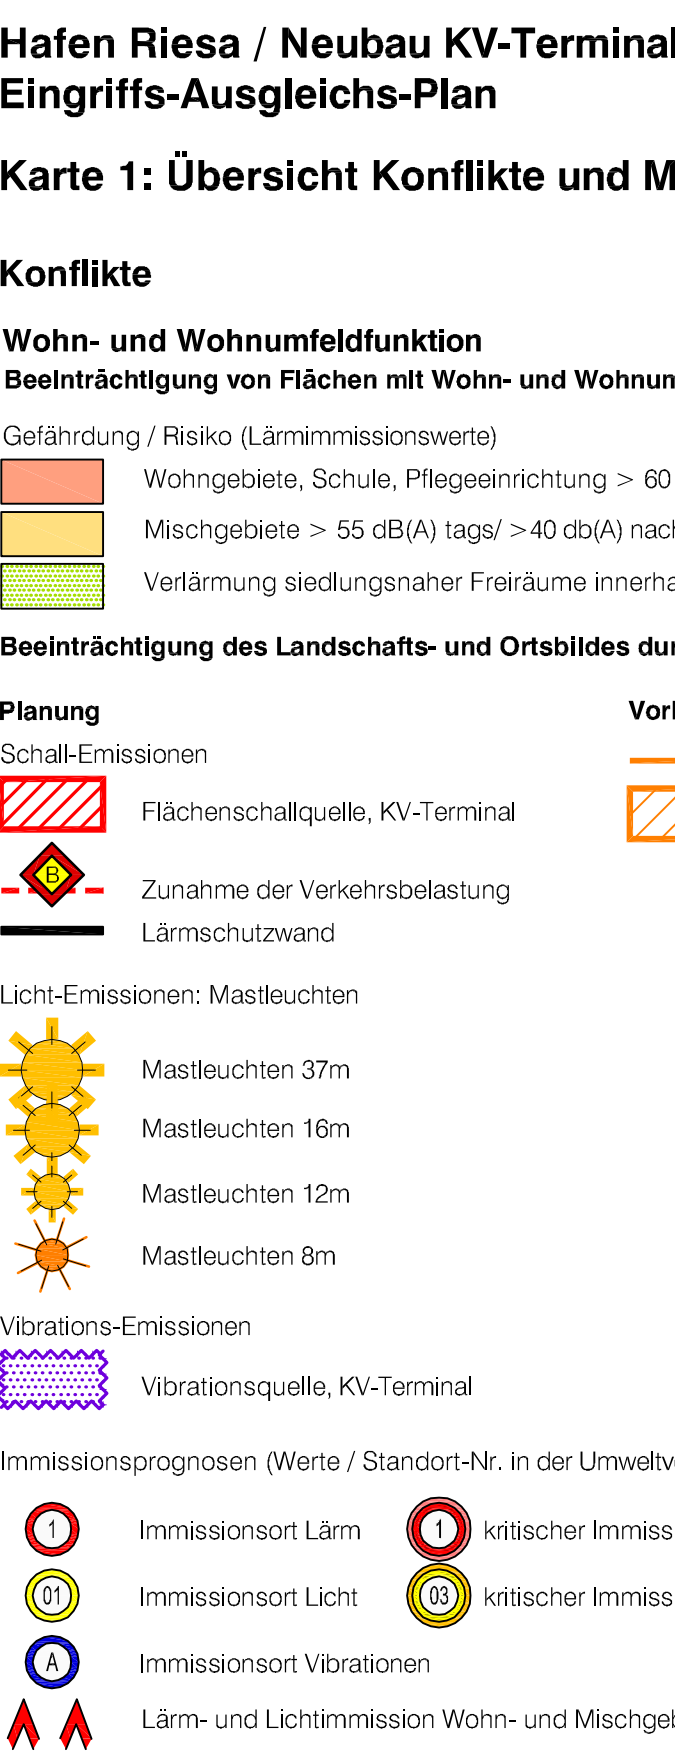 Hafen Riesa / Neubau KV-Terminal
Eingriffs-Ausgleichs-Plan
Karte 1: Übersicht Konflikte und M
Konflikte
Wohn- und Wohnumfeldfunktion
Beeinträchtigung von Flächen mit Wohn- und Wohnum
Gefährdung / Risiko (Lärmimmissionswerte)
Wohngebiete, Schule, Pflegeeinrichtung > 60
Mischgebiete > 55 dB(A) tags/ >40 db(A) nach
Verlärmung siedlungsnaher Freiräume innerha
Beeinträchtigung des Landschafts- und Ortsbildes dur
Planung
Vor
Schall-Emissionen
Flächenschallquelle, KV-Terminal
B
Zunahme der Verkehrsbelastung
Lärmschutzwand
Licht-Emissionen: Mastleuchten
Mastleuchten 37m
Mastleuchten 16m
Mastleuchten 12m
Mastleuchten 8m
Vibrations-Emissionen
Vibrationsquelle, KV-Terminal
Immissionsprognosen (Werte / Standort-Nr. in der Umweltv
1 Immissionsort Lärm 1 kritischer Immiss
01 Immissionsort Licht 03 kritischer Immiss
A Immissionsort Vibrationen
Lärm- und Lichtimmission Wohn- und Mischgeb